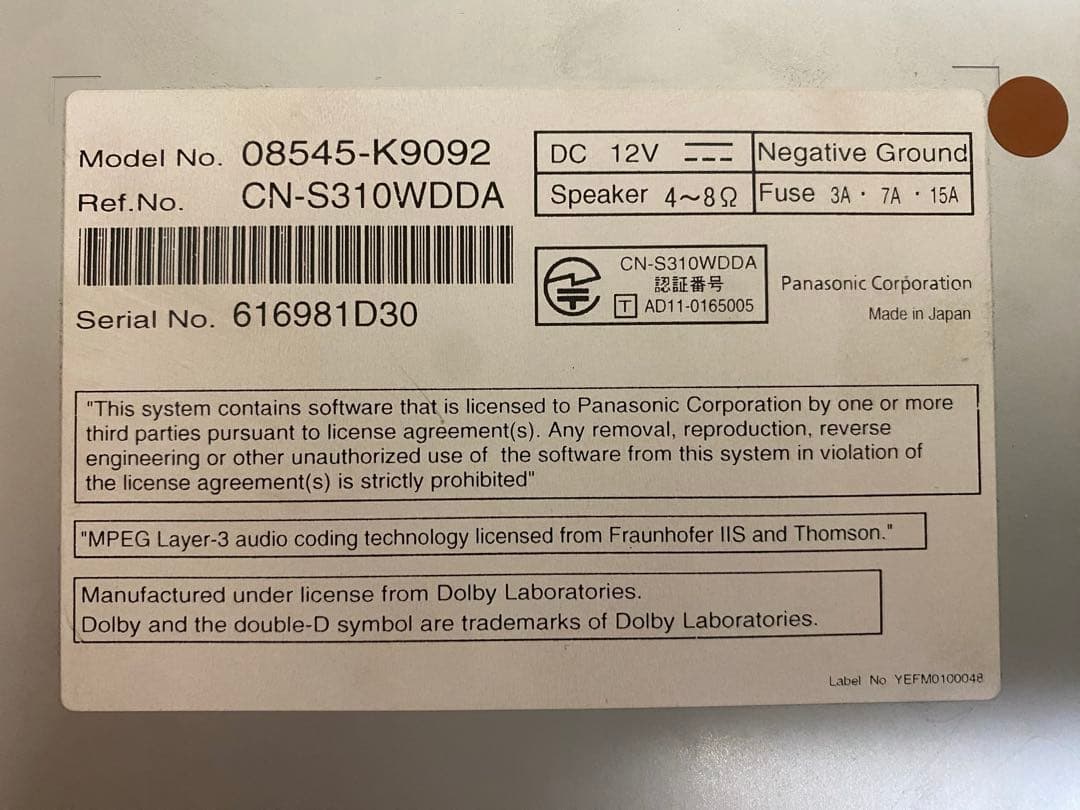 Model No. 08545-K9092
Ref.No. CN-S310WDDA
Serial No. 616981D30
DC 12V
Negative Ground
Speaker 4～8Ω
Fuse 3A・7A・15A
CN-S310WDDA
認証番号
T AD11-0165005
Panasonic Corporation
Made in Japan
"This system contains software that is licensed to Panasonic Corporation by one or more
third parties pursuant to license agreement(s). Any removal, reproduction, reverse
engineering or other unauthorized use of the software from this system in violation of
the license agreement(s) is strictly prohibited"
"MPEG Layer-3 audio coding technology licensed from Fraunhofer IIS and Thomson."
Manufactured under license from Dolby Laboratories.
Dolby and the double-D symbol are trademarks of Dolby Laboratories.
Label No YEFM0100048